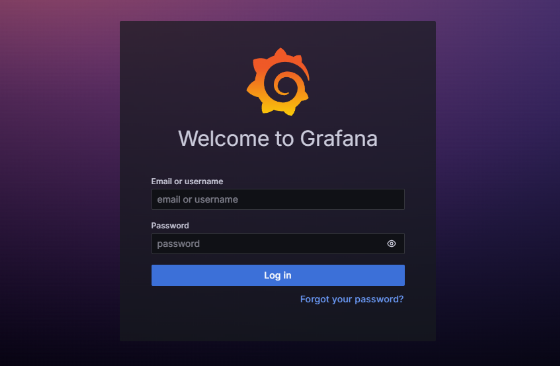 Welcome to Grafana
Email or username
email or username
Password
password
Log in
Forgot your password?